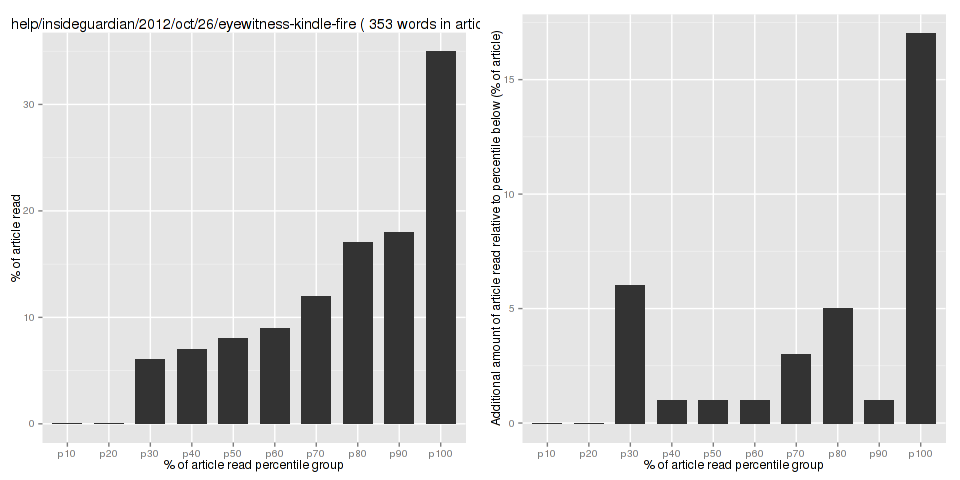 help/insideguardian/2012/oct/26/eyewitness-kindle-fire ( 353 words in artic
% of article read
30
20
10
0
p10 p20 p30 p40 p50 p60 p70 p80 p90 p100
% of article read percentile group
Additional amount of article read relative to percentile below (% of article)
15
10
5
0
p10 p20 p30 p40 p50 p60 p70 p80 p90 p100
% of article read percentile group